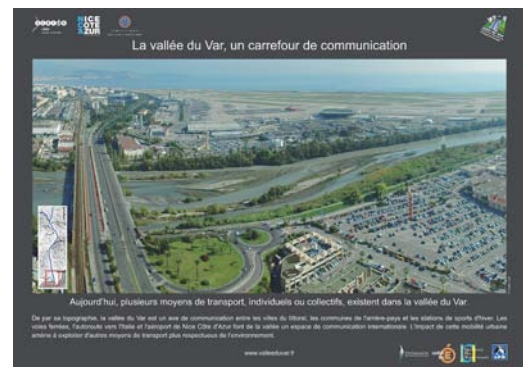 NICE
CÔTE
D'AZUR
La vallée du Var, un carrefour de communication
Aujourd'hui, plusieurs moyens de transport, individuels ou collectifs, existent dans la vallée du Var
De par sa topographie, la vallée du Var est un axe de communication entre les villes du littoral, les communes de l'arrière-pays et les stations de sports d'hiver. Les
voies ferrées, l'autoroute vers l'Italie et l'aéroport de Nice Côte d'Azur font de la vallée un espace de communication internationale. L'impact de cette mobilité urbaine
amène à exploiter d'autres moyens de transport plus respectueux de l'environnement.
www.valleeduvar.fr